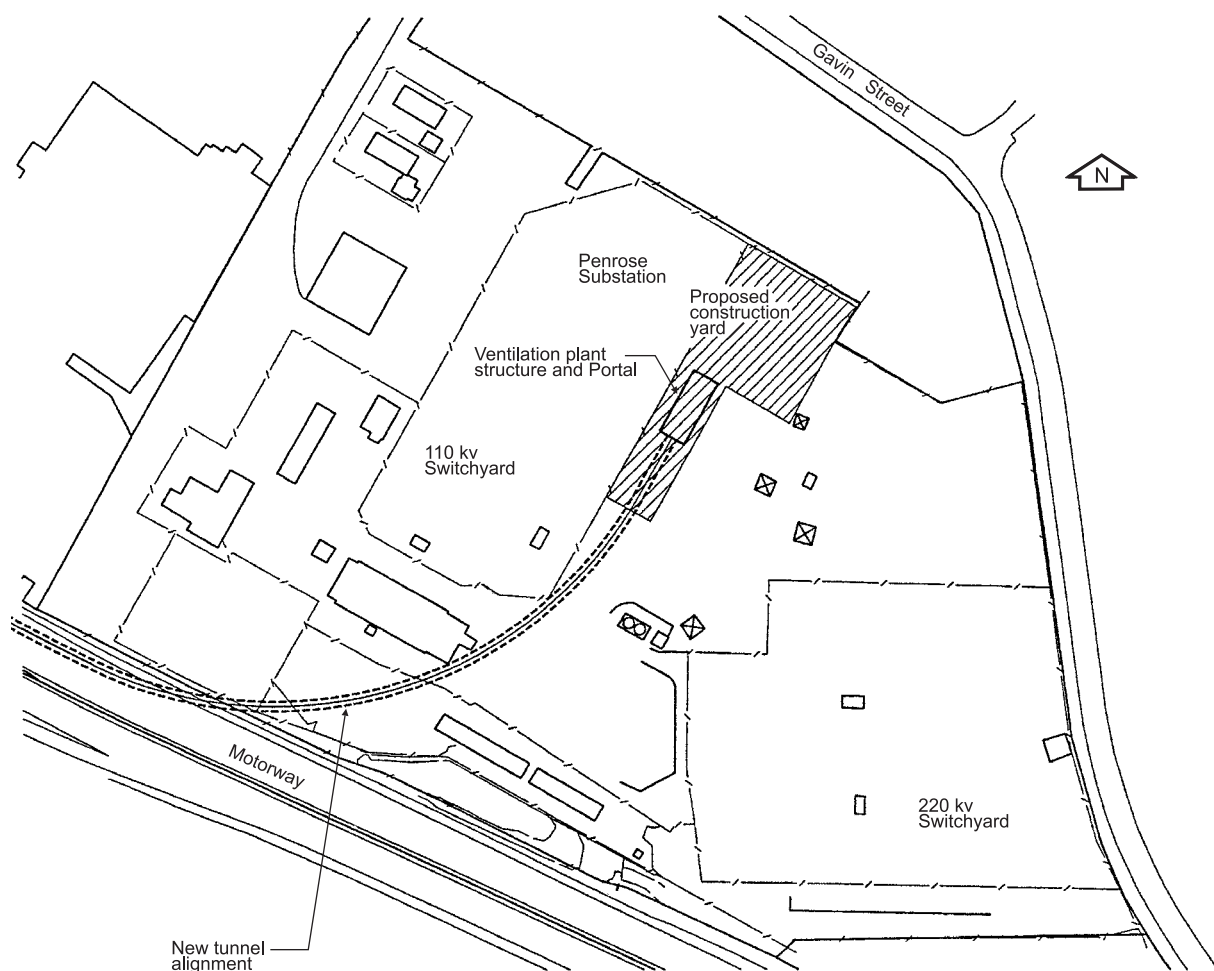 Gavin Street
N
Penrose
Substation
Proposed
construction
yard
Ventilation plant
structure and Portal
110 kv
Switchyard
Motorway
220 kv
Switchyard
New tunnel
alignment